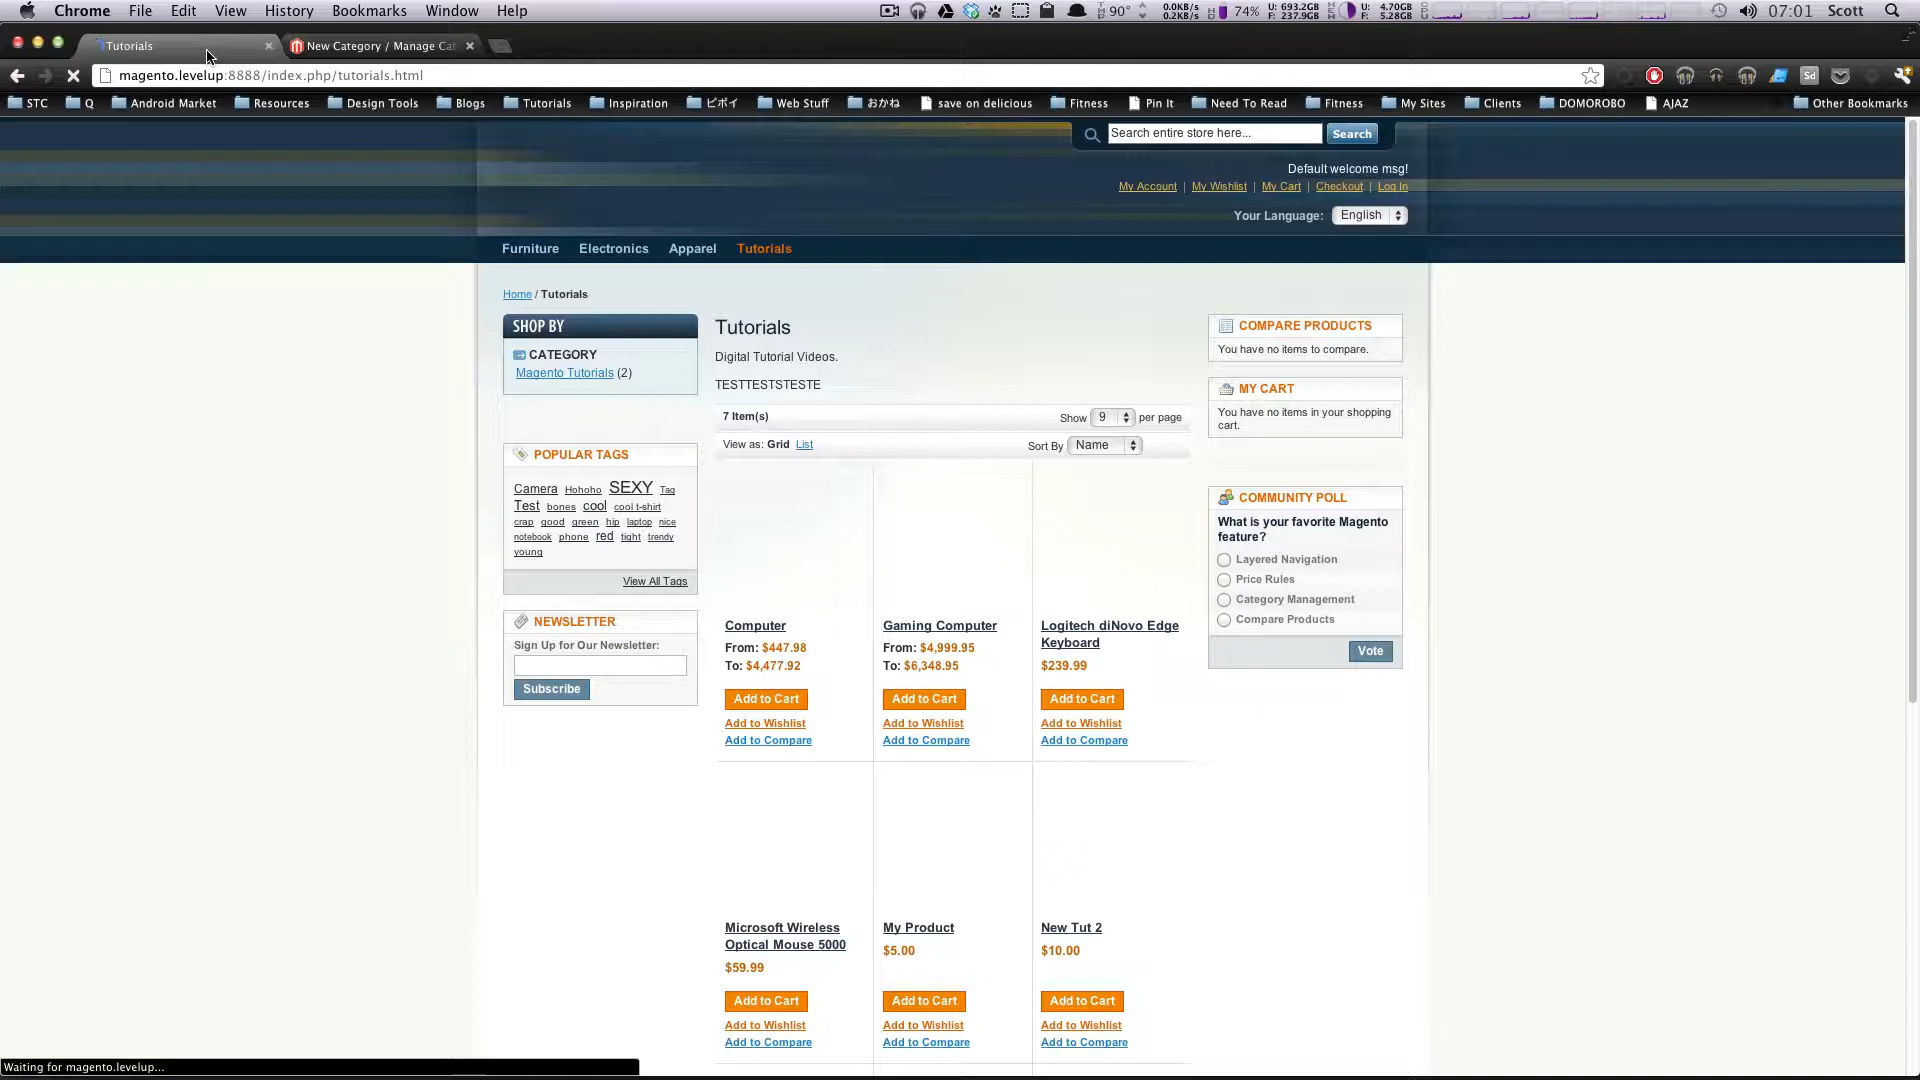 Chrome File Edit View History Bookmarks Window Help 90° 0.0KB/s 0.2KB/s 74% U: 693.2GB F: 237.9GB U: 4.70GB F: 5.28GB 07:01 Scott
Tutorials New Category / Manage Cat
magento.levelup:8888/index.php/tutorials.html Sd
STC Q Android Market Resources Design Tools Blogs Tutorials Inspiration ビボイ Web Stuff おかね save on delicious Fitness Pin It Need To Read Fitness My Sites Clients DOMOROBO AJAZ Other Bookmarks
Search entire store here... Search
Default welcome msg!
My Account | My Wishlist | My Cart | Checkout | Log In
Your Language: English
Furniture Electronics Apparel Tutorials
Home / Tutorials
SHOP BY
CATEGORY
Magento Tutorials (2)
POPULAR TAGS
Camera Hohoho SEXY Tag
Test bones cool cool t-shirt
crap good green hip laptop nice
notebook phone red tight trendy
young
View All Tags
NEWSLETTER
Sign Up for Our Newsletter:
Subscribe
Tutorials
Digital Tutorial Videos.
TESTTESTSTESTE
7 Item(s) Show 9 per page
View as: Grid List Sort By Name
Computer
From: $447.98
To: $4,477.92
Add to Cart
Add to Wishlist
Add to Compare
Gaming Computer
From: $4,999.95
To: $6,348.95
Add to Cart
Add to Wishlist
Add to Compare
Logitech diNovo Edge
Keyboard
$239.99
Add to Cart
Add to Wishlist
Add to Compare
Microsoft Wireless
Optical Mouse 5000
$59.99
Add to Cart
Add to Wishlist
Add to Compare
My Product
$5.00
Add to Cart
Add to Wishlist
Add to Compare
New Tut 2
$10.00
Add to Cart
Add to Wishlist
Add to Compare
COMPARE PRODUCTS
You have no items to compare.
MY CART
You have no items in your shopping
cart.
COMMUNITY POLL
What is your favorite Magento
feature?
Layered Navigation
Price Rules
Category Management
Compare Products
Vote
Waiting for magento.levelup...